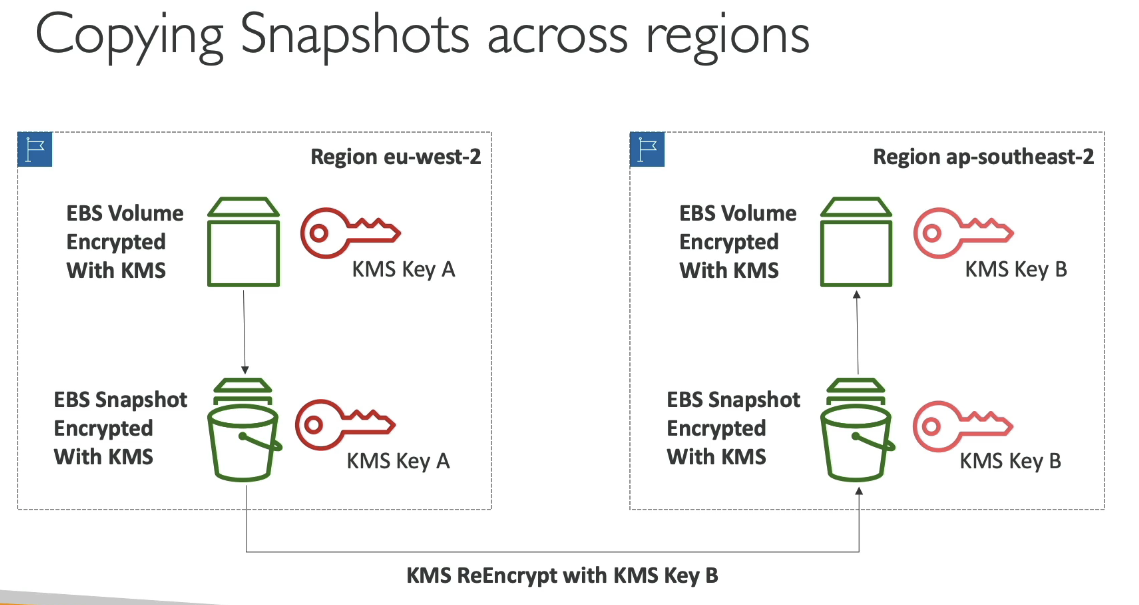 Copying Snapshots across regions
Region eu-west-2
EBS Volume
Encrypted
With KMS
KMS Key A
EBS Snapshot
Encrypted
With KMS
KMS Key A
Region ap-southeast-2
EBS Volume
Encrypted
With KMS
KMS Key B
EBS Snapshot
Encrypted
With KMS
KMS Key B
KMS ReEncrypt with KMS Key B